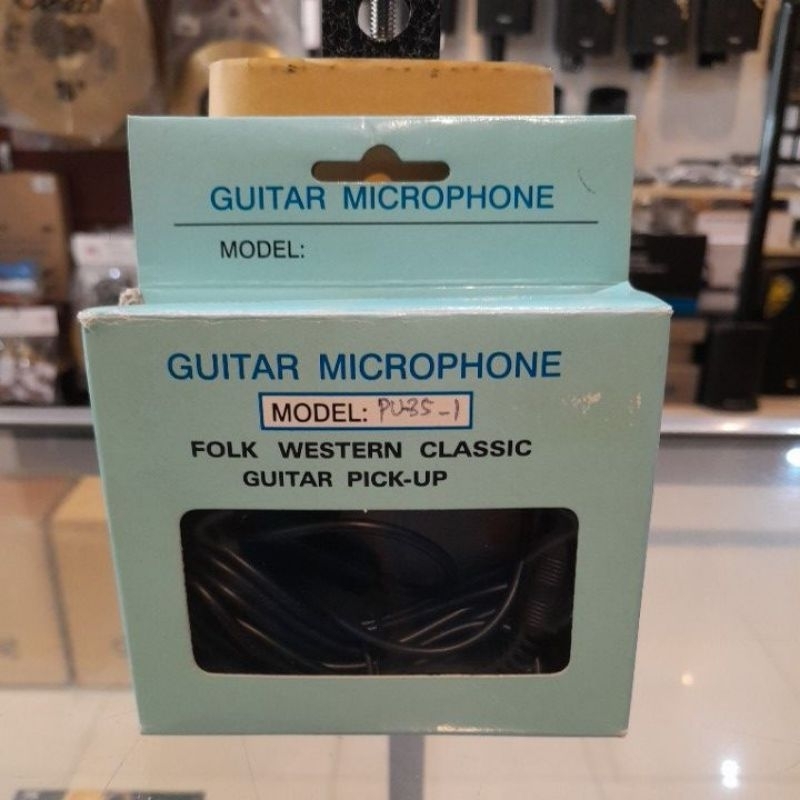 GUITAR MICROPHONE
MODEL:
GUITAR MICROPHONE
MODEL: PU35-1
FOLK WESTERN CLASSIC
GUITAR PICK-UP